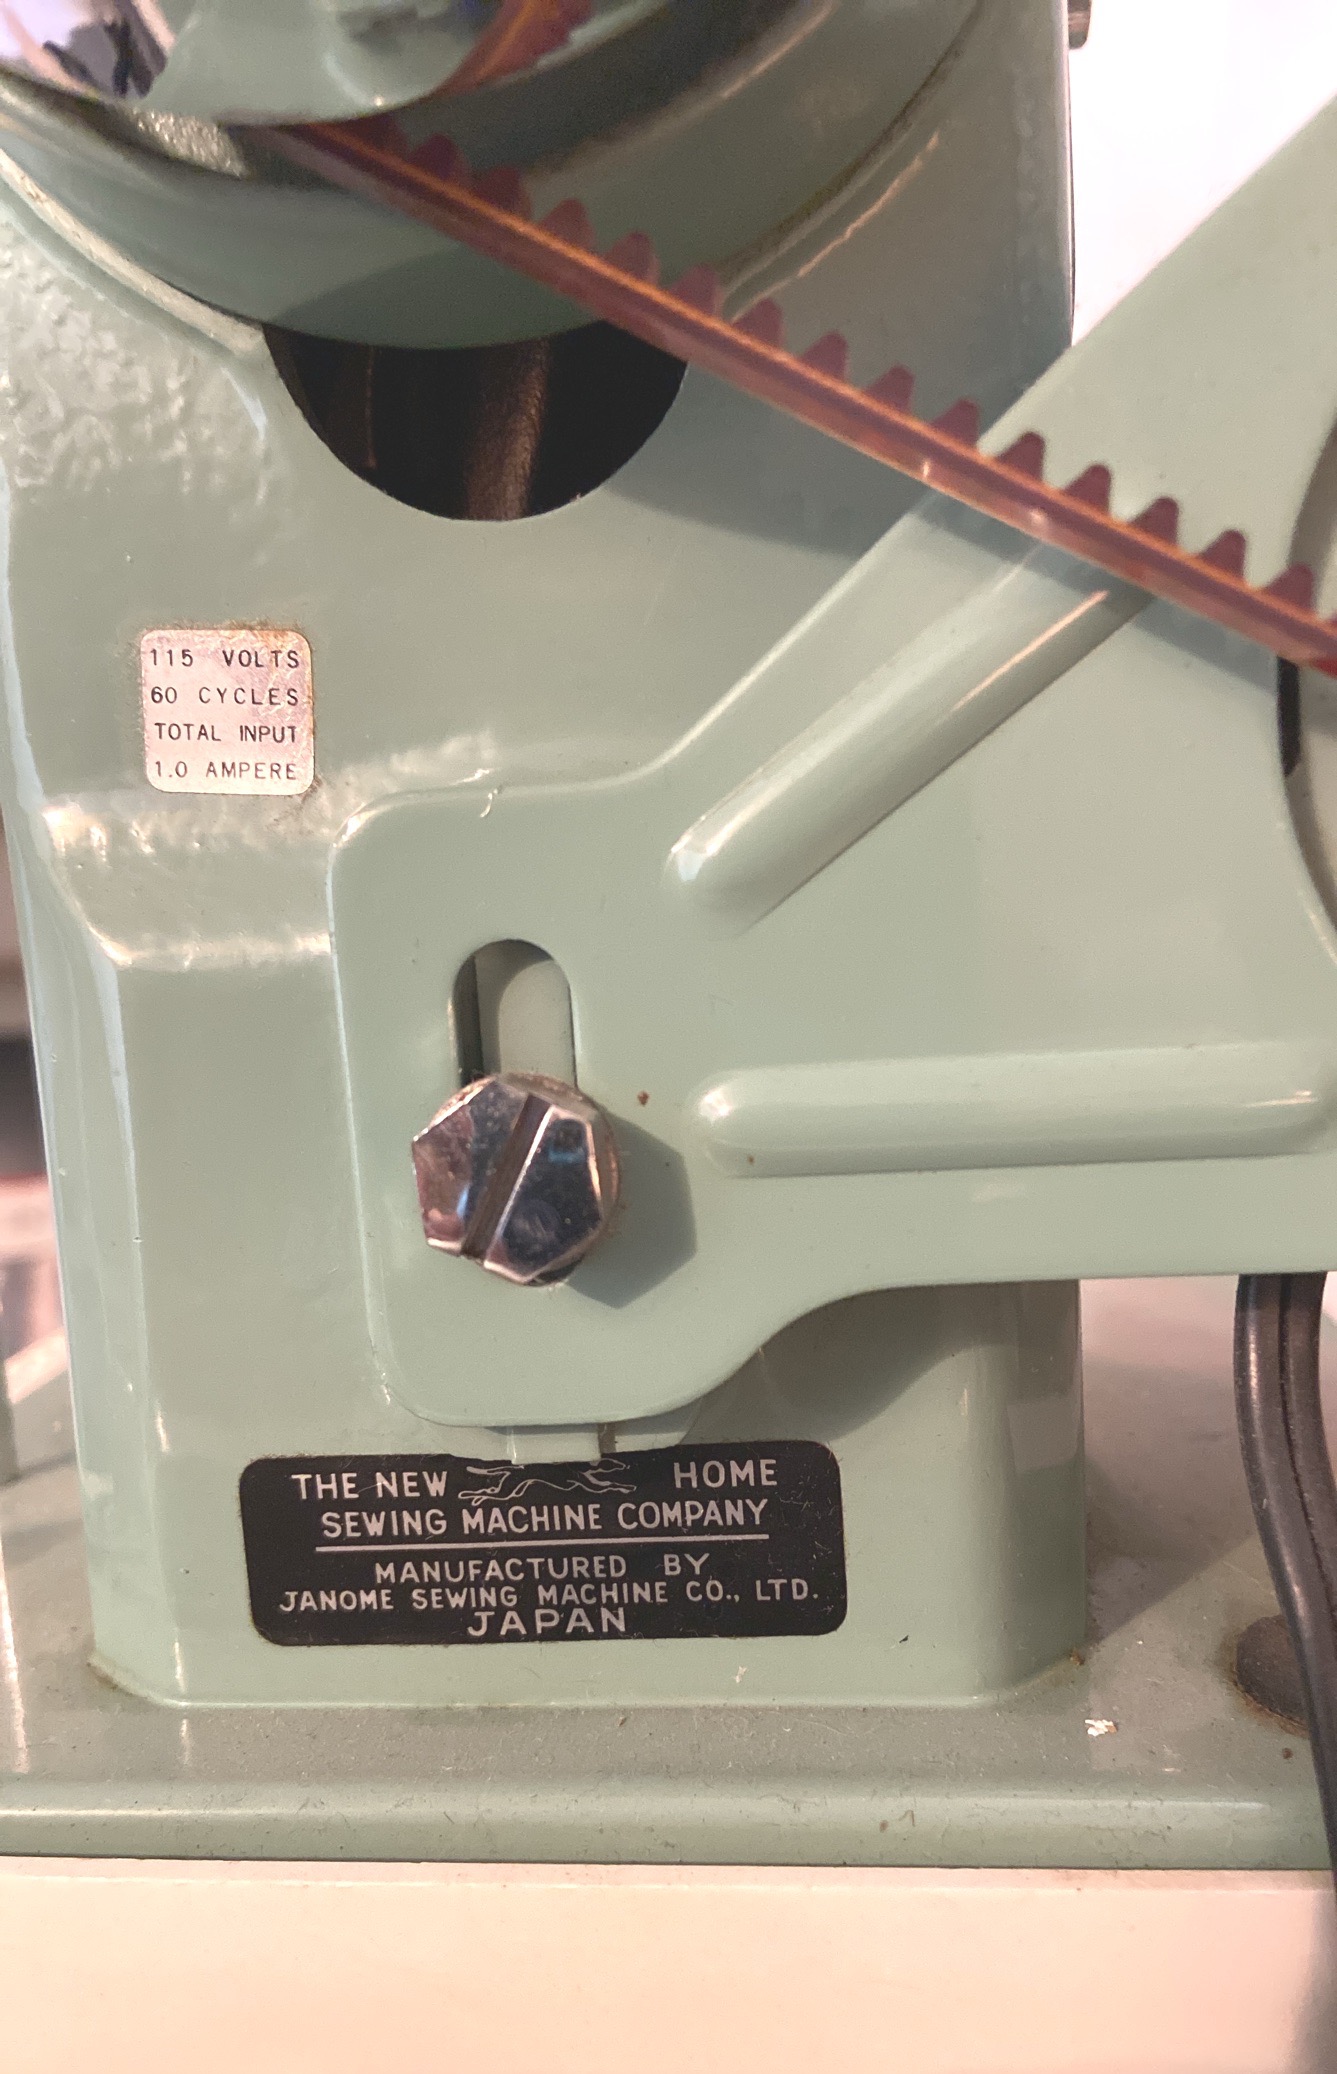 115 VOLTS
60 CYCLES
TOTAL INPUT
1.0 AMPERE
THE NEW HOME
SEWING MACHINE COMPANY
MANUFACTURED BY
JANOME SEWING MACHINE CO., LTD.
JAPAN